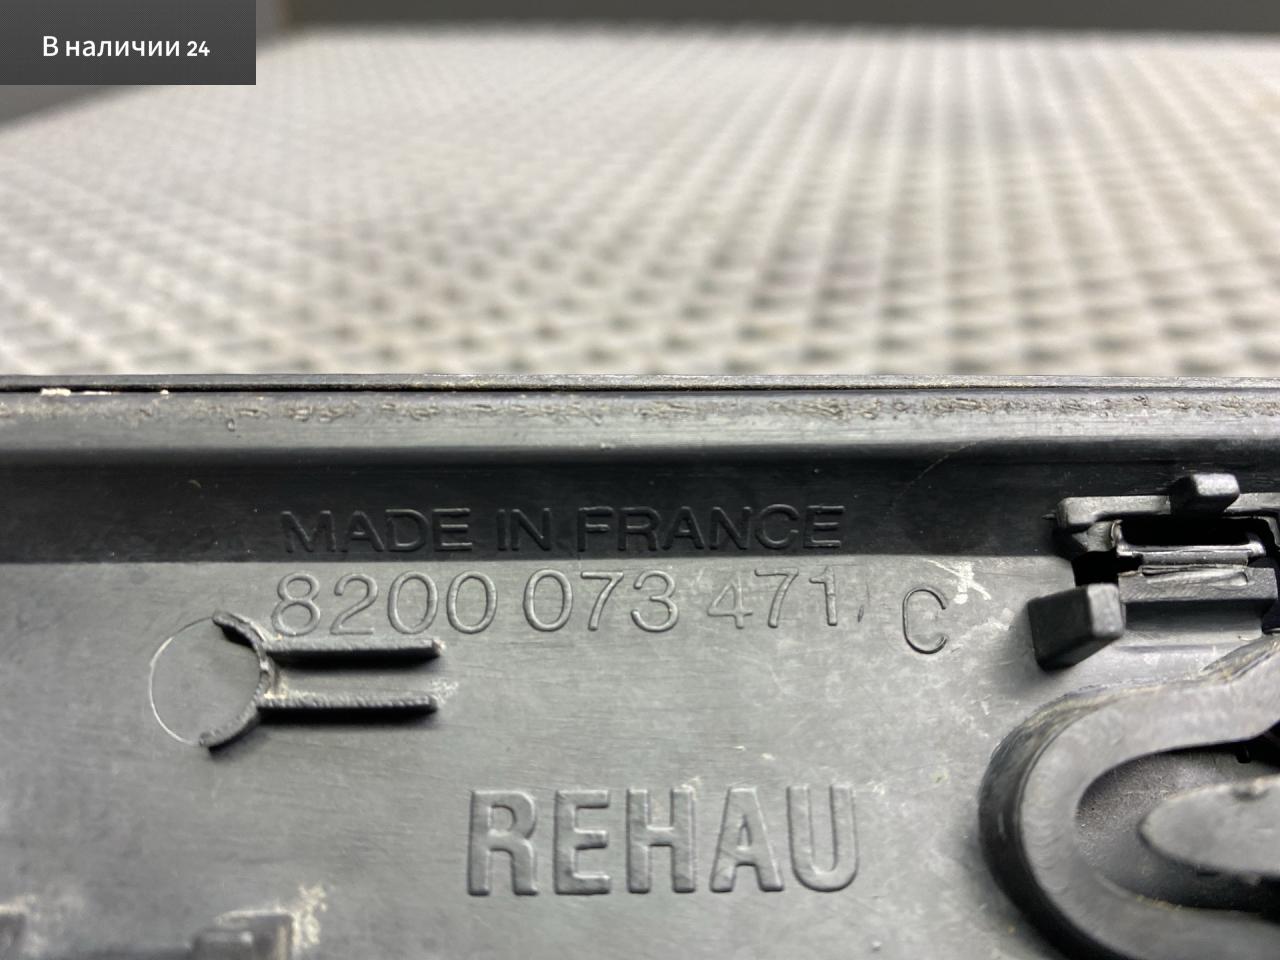 В наличии 24
MADE IN FRANCE
8200 073 471 C
REHAU